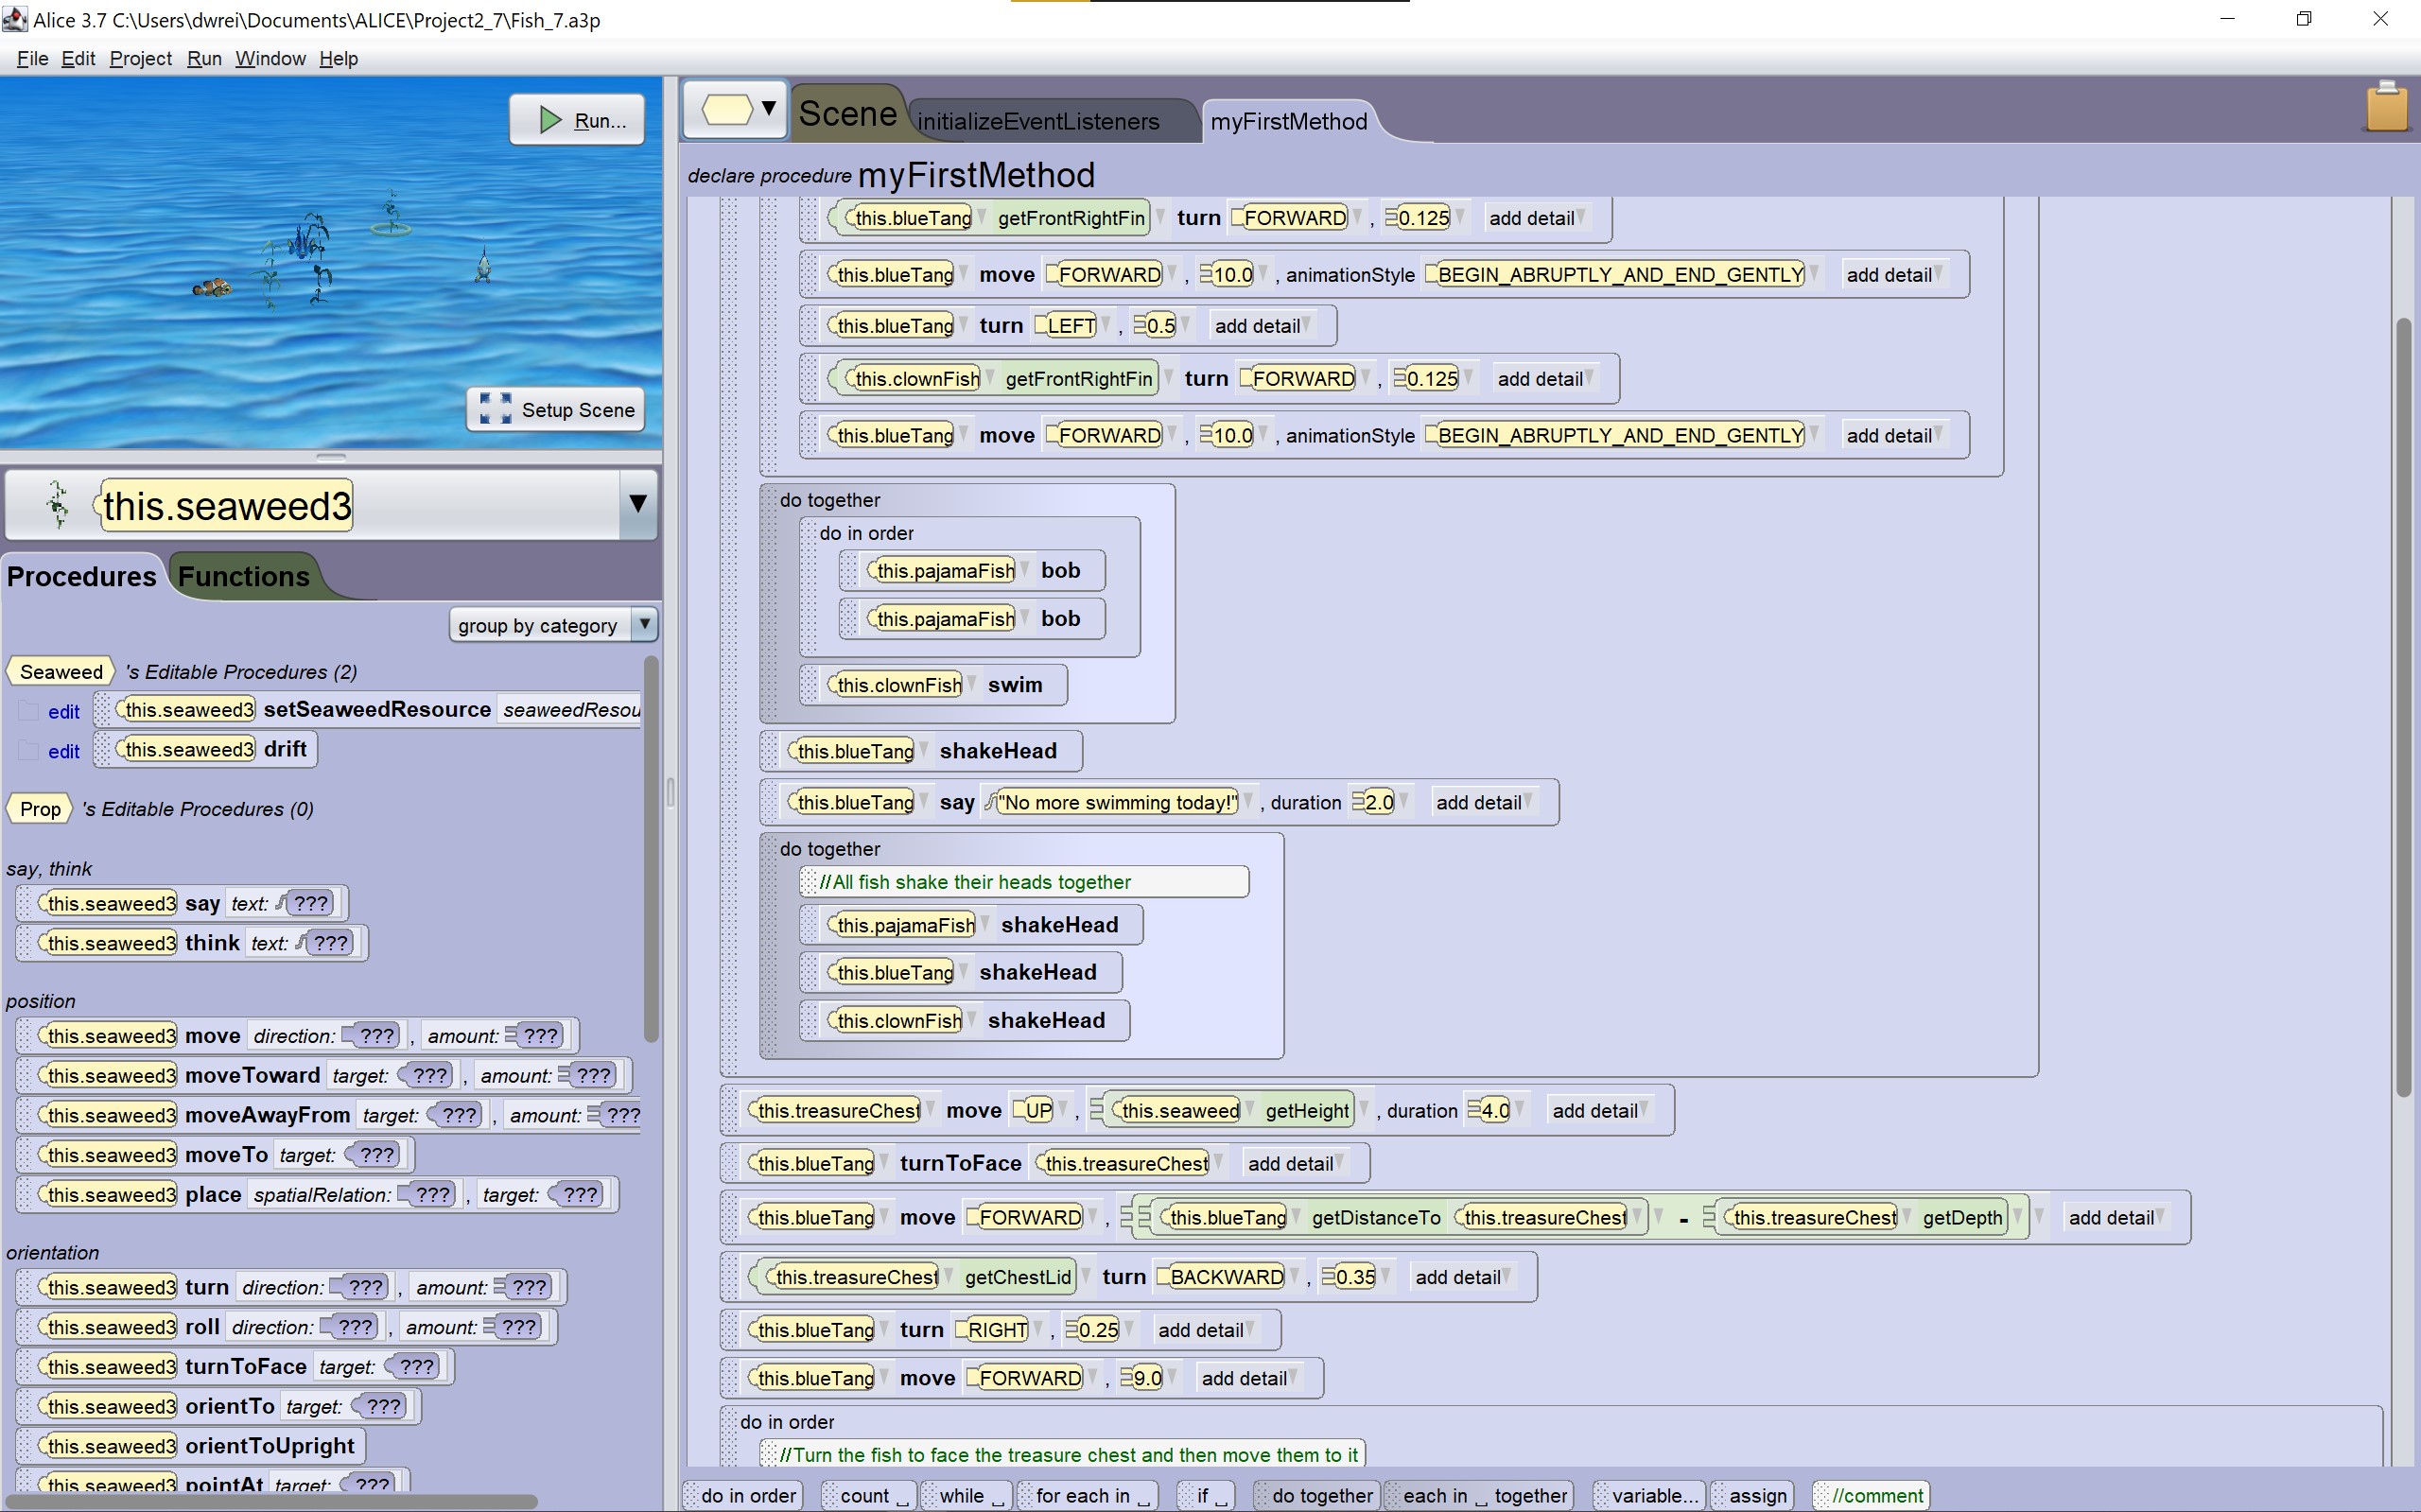 Alice 3.7 C:\Users\dwrei\Documents\ALICE\Project2_7\Fish_7.a3p
File Edit Project Run Window Help
Run...
Setup Scene
this.seaweed3
Procedures Functions
group by category
Seaweed 's Editable Procedures (2)
edit this.seaweed3 setSeaweedResource seaweedResou
edit this.seaweed3 drift
Prop 's Editable Procedures (0)
say, think
this.seaweed3 say text: ???
this.seaweed3 think text: ???
position
this.seaweed3 move direction: ??? , amount: ???
this.seaweed3 moveToward target: ??? , amount: ???
this.seaweed3 moveAwayFrom target: ??? , amount: ???
this.seaweed3 moveTo target: ???
this.seaweed3 place spatialRelation: ??? , target: ???
orientation
this.seaweed3 turn direction: ??? , amount: ???
this.seaweed3 roll direction: ??? , amount: ???
this.seaweed3 turnToFace target: ???
this.seaweed3 orientTo target: ???
this.seaweed3 orientToUpright
this.seaweed3 pointAt target: ???
Scene initializeEventListeners myFirstMethod
declare procedure myFirstMethod
this.blueTang getFrontRightFin turn FORWARD , 0.125 add detail
this.blueTang move FORWARD , 10.0 , animationStyle BEGIN_ABRUPTLY_AND_END_GENTLY add detail
this.blueTang turn LEFT , 0.5 add detail
this.clownFish getFrontRightFin turn FORWARD , 0.125 add detail
this.blueTang move FORWARD , 10.0 , animationStyle BEGIN_ABRUPTLY_AND_END_GENTLY add detail
do together
do in order
this.pajamaFish bob
this.pajamaFish bob
this.clownFish swim
this.blueTang shakeHead
this.blueTang say "No more swimming today!" , duration 2.0 add detail
do together
//All fish shake their heads together
this.pajamaFish shakeHead
this.blueTang shakeHead
this.clownFish shakeHead
this.treasureChest move UP , this.seaweed getHeight , duration 4.0 add detail
this.blueTang turnToFace this.treasureChest add detail
this.blueTang move FORWARD , this.blueTang getDistanceTo this.treasureChest - this.treasureChest getDepth add detail
this.treasureChest getChestLid turn BACKWARD , 0.35 add detail
this.blueTang turn RIGHT , 0.25 add detail
this.blueTang move FORWARD , 9.0 add detail
do in order
//Turn the fish to face the treasure chest and then move them to it
do in order count ␣ while ␣ for each in ␣ if ␣ do together each in ␣ together variable... assign //comment